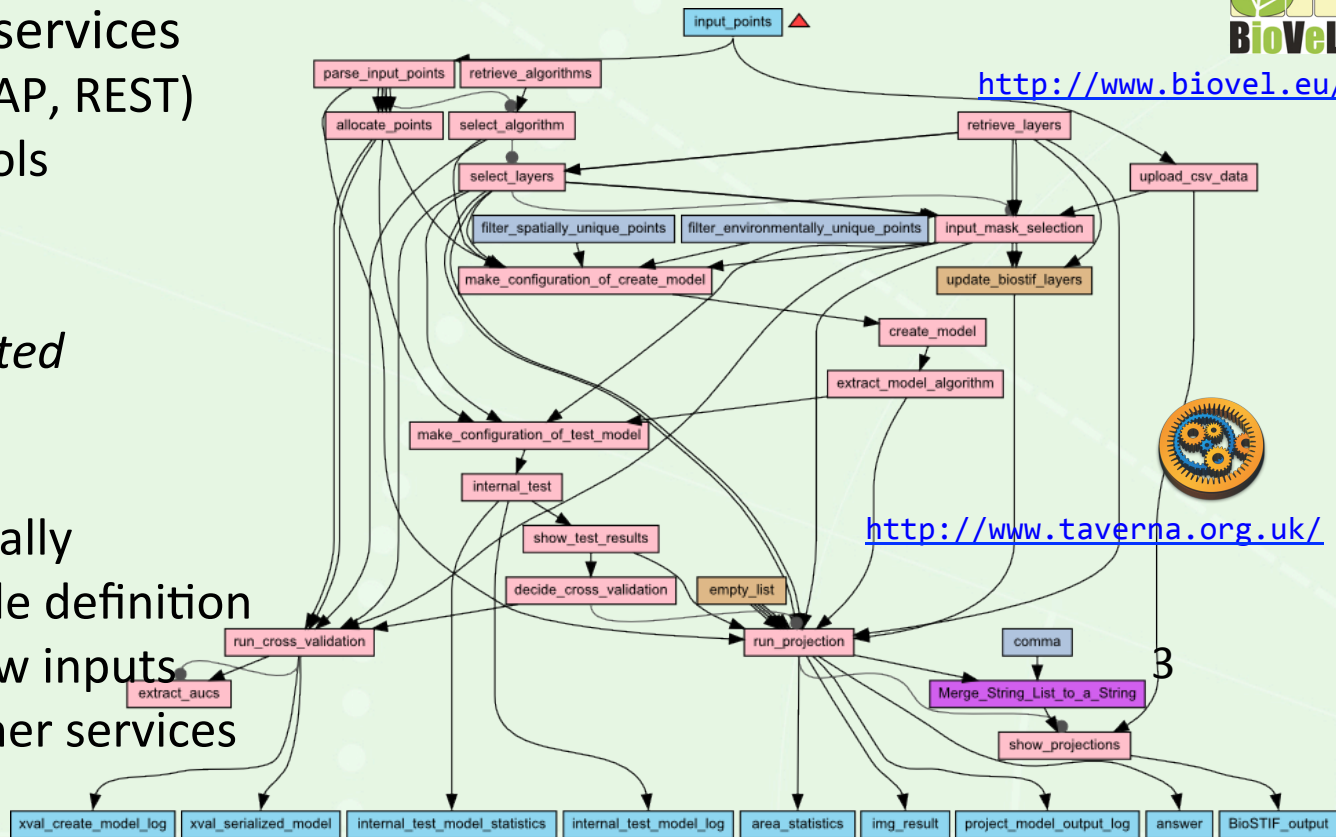 services
AP, REST)
ols
ted
ally
le definition
w inputs
ner services
BioVeL
http://www.biovel.eu/
http://www.taverna.org.uk/
3
input_points
parse_input_points
retrieve_algorithms
allocate_points
select_algorithm
retrieve_layers
select_layers
upload_csv_data
filter_spatially_unique_points
filter_environmentally_unique_points
input_mask_selection
make_configuration_of_create_model
update_biostif_layers
create_model
extract_model_algorithm
make_configuration_of_test_model
internal_test
show_test_results
decide_cross_validation
empty_list
run_cross_validation
run_projection
comma
extract_aucs
Merge_String_List_to_a_String
show_projections
xval_create_model_log
xval_serialized_model
internal_test_model_statistics
internal_test_model_log
area_statistics
img_result
project_model_output_log
answer
BioSTIF_output